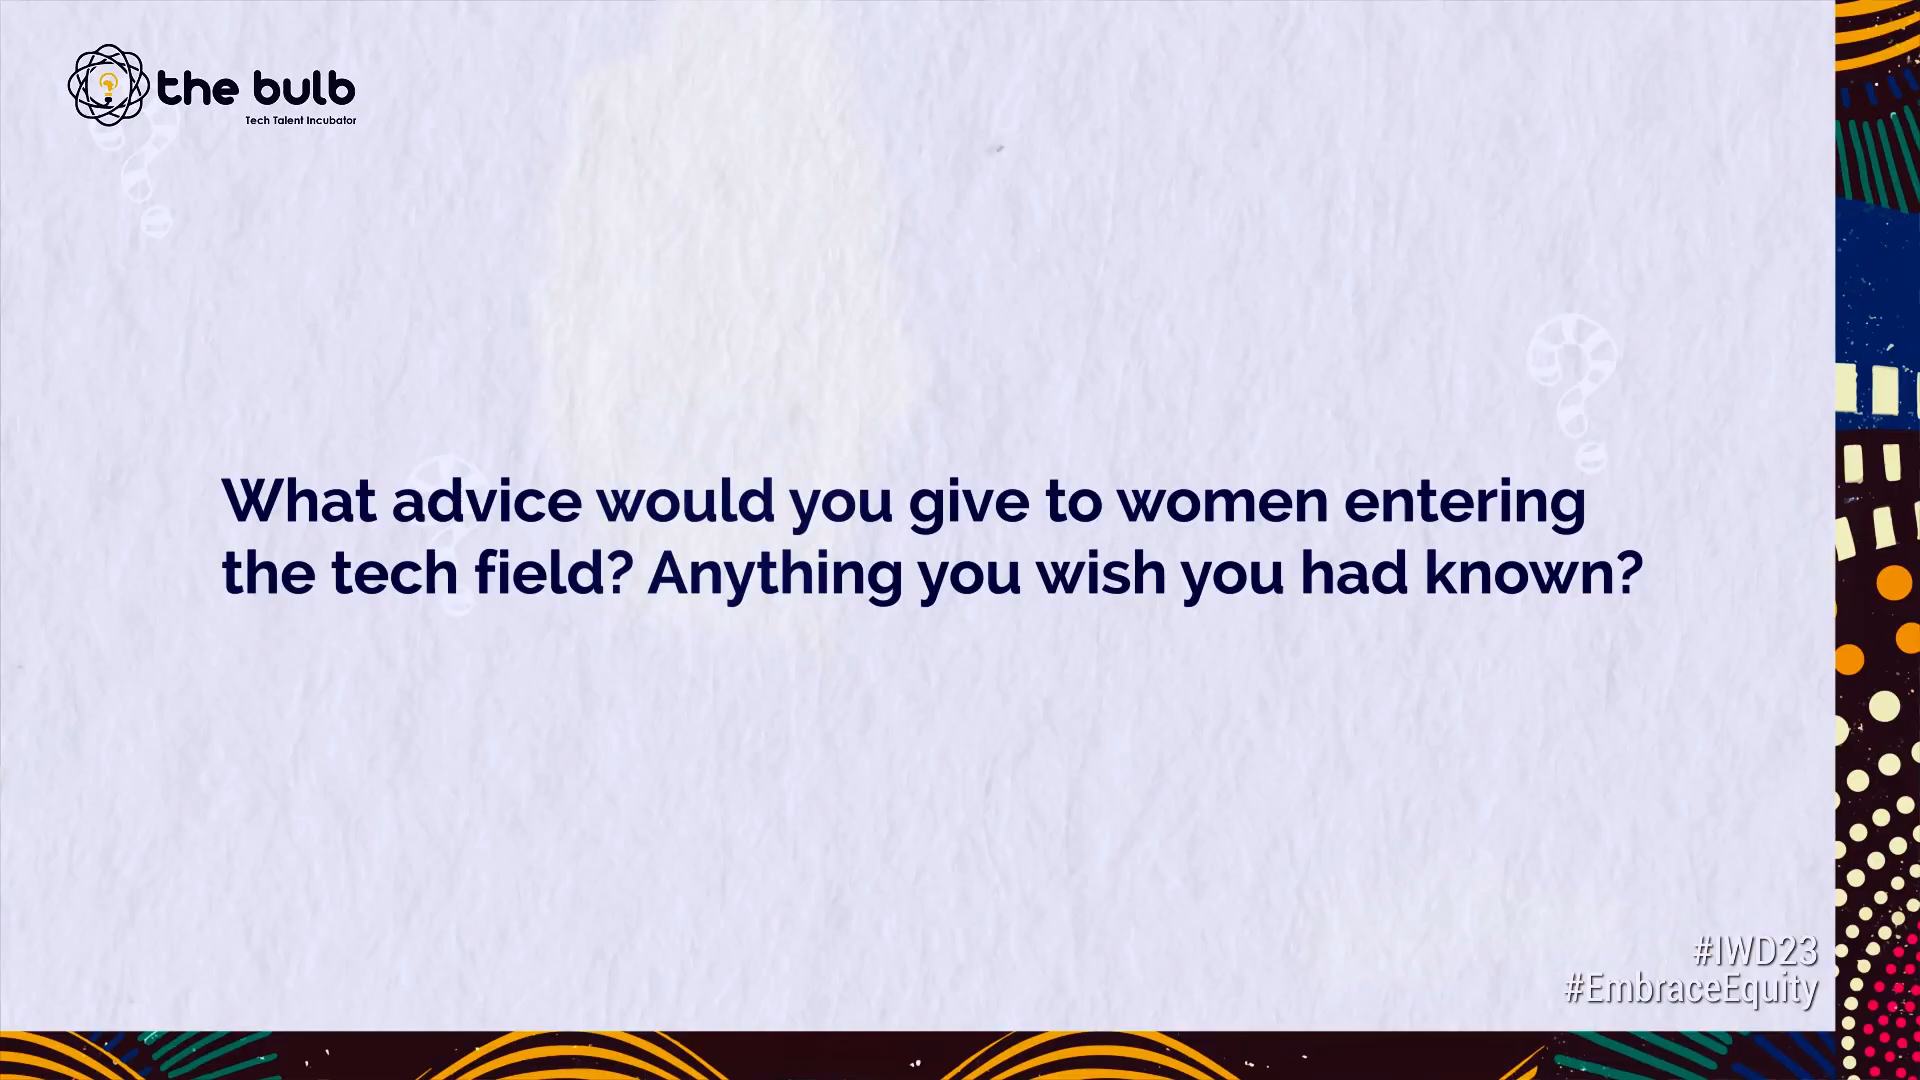 the bulb
Tech Talent Incubator
What advice would you give to women entering
the tech field? Anything you wish you had known?
#IWD23
#EmbraceEquity